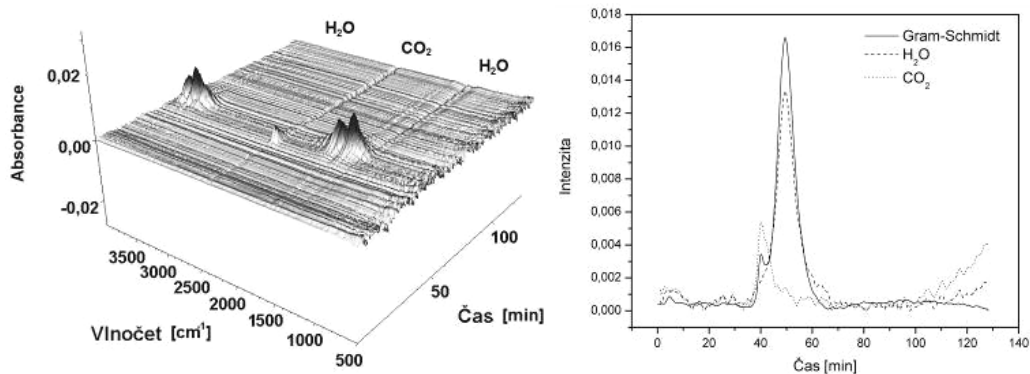 H₂O
CO₂
H₂O
Absorbance
0,02
0,00
-0,02
3500
3000
2500
2000
1500
1000
500
Vlnočet [cm⁻¹]
50
100
Čas [min]
0,018
0,016
0,014
0,012
0,010
0,008
0,006
0,004
0,002
0,000
Intenzita
Gram-Schmidt
H₂O
CO₂
0 20 40 60 80 100 120 140
Čas [min]